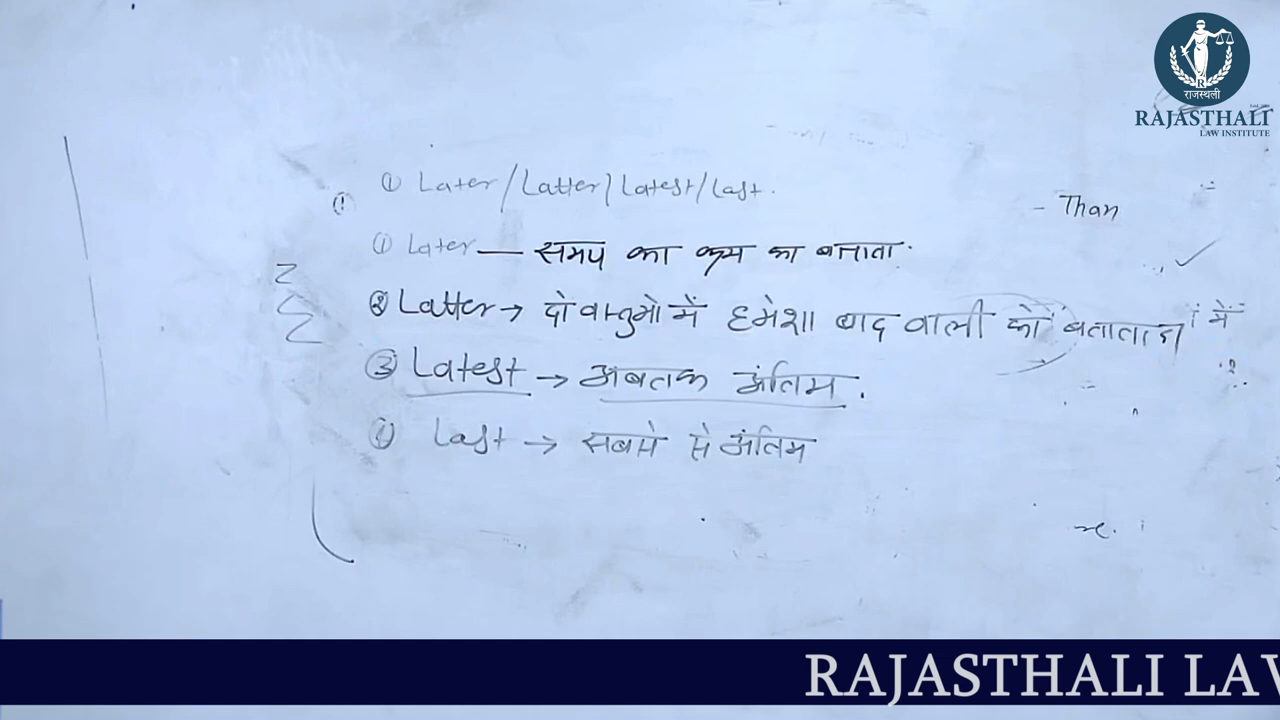 राजस्थली
RAJASTHALI
LAW INSTITUTE
① Later/Latter/Latest/Last.
- Than
① Later — समय का क्रम का बताता
② Latter → दो वस्तुओ में हमेशा बाद वाली को बताता है में
③ Latest → अबतक अंतिम.
④ Last → सबसे से अंतिम
RAJASTHALI LAW